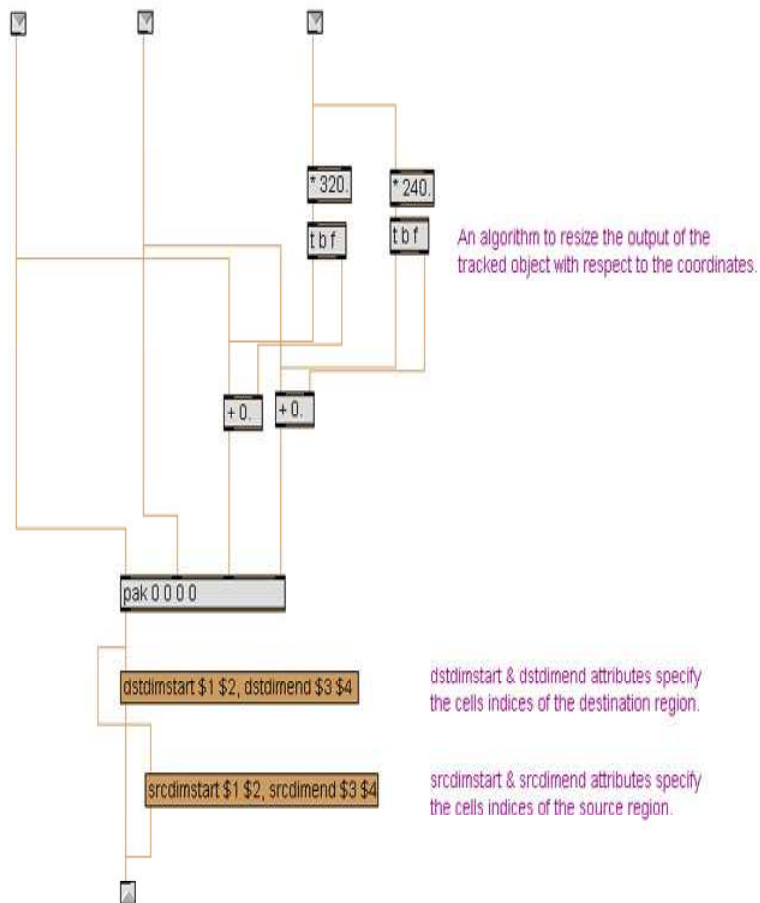 * 320.
* 240.
t b f
t b f
An algorithm to resize the output of the
tracked object with respect to the coordinates.
+ 0.
+ 0.
pak 0 0 0 0
dstdimstart $1 $2, dstdimend $3 $4
dstdimstart & dstdimend attributes specify
the cells indices of the destination region.
srcdimstart $1 $2, srcdimend $3 $4
srcdimstart & srcdimend attributes specify
the cells indices of the source region.